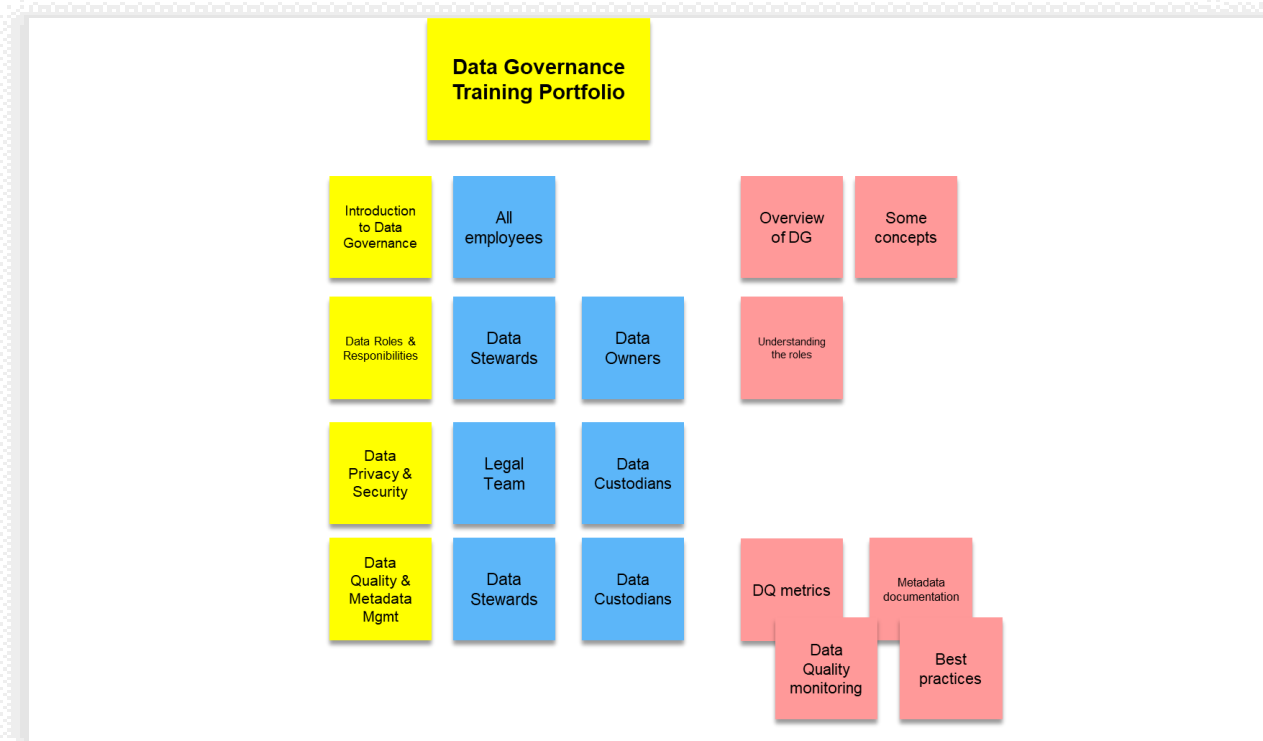 Data Governance
Training Portfolio
Introduction
to Data
Governance
All
employees
Overview
of DG
Some
concepts
Data Roles &
Responibilities
Data
Stewards
Data
Owners
Understanding
the roles
Data
Privacy &
Security
Legal
Team
Data
Custodians
Data
Quality &
Metadata
Mgmt
Data
Stewards
Data
Custodians
DQ metrics
Metadata
documentation
Data
Quality
monitoring
Best
practices